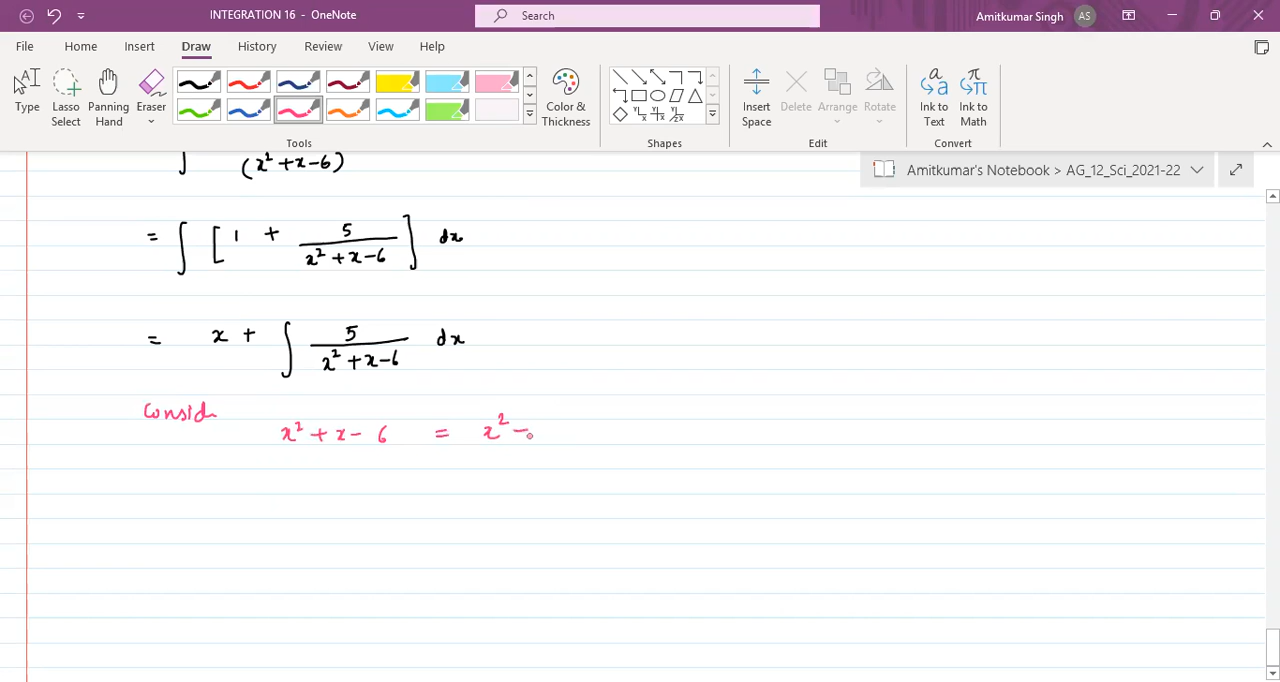 INTEGRATION 16 - OneNote
Search
Amitkumar Singh AS
File Home Insert Draw History Review View Help
Type
Lasso Select
Panning Hand
Eraser
Color & Thickness
Insert Space
Delete
Arrange
Rotate
Ink to Text
Ink to Math
Tools Shapes Edit Convert
Amitkumar's Notebook > AG_12_Sci_2021-22
∫ (x² + x - 6)
= ∫ [1 + 5/(x² + x - 6)] dx
= x + ∫ 5/(x² + x - 6) dx
Consid
x² + x - 6 = x² -